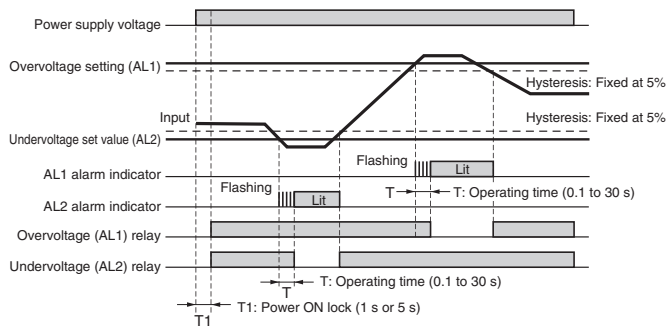 Power supply voltage
Overvoltage setting (AL1)
Hysteresis: Fixed at 5%
Input
Hysteresis: Fixed at 5%
Undervoltage set value (AL2)
Flashing
AL1 alarm indicator
Lit
Flashing
T
T: Operating time (0.1 to 30 s)
AL2 alarm indicator
Lit
Overvoltage (AL1) relay
Undervoltage (AL2) relay
T: Operating time (0.1 to 30 s)
T
T1: Power ON lock (1 s or 5 s)
T1